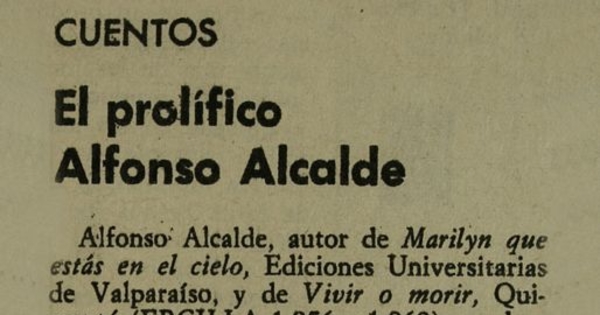 CUENTOS
El prolífico
Alfonso Alcalde
Alfonso Alcalde, autor de Marilyn que
estás en el cielo, Ediciones Universitarias
de Valparaíso, y de Vivir o morir, Qui-